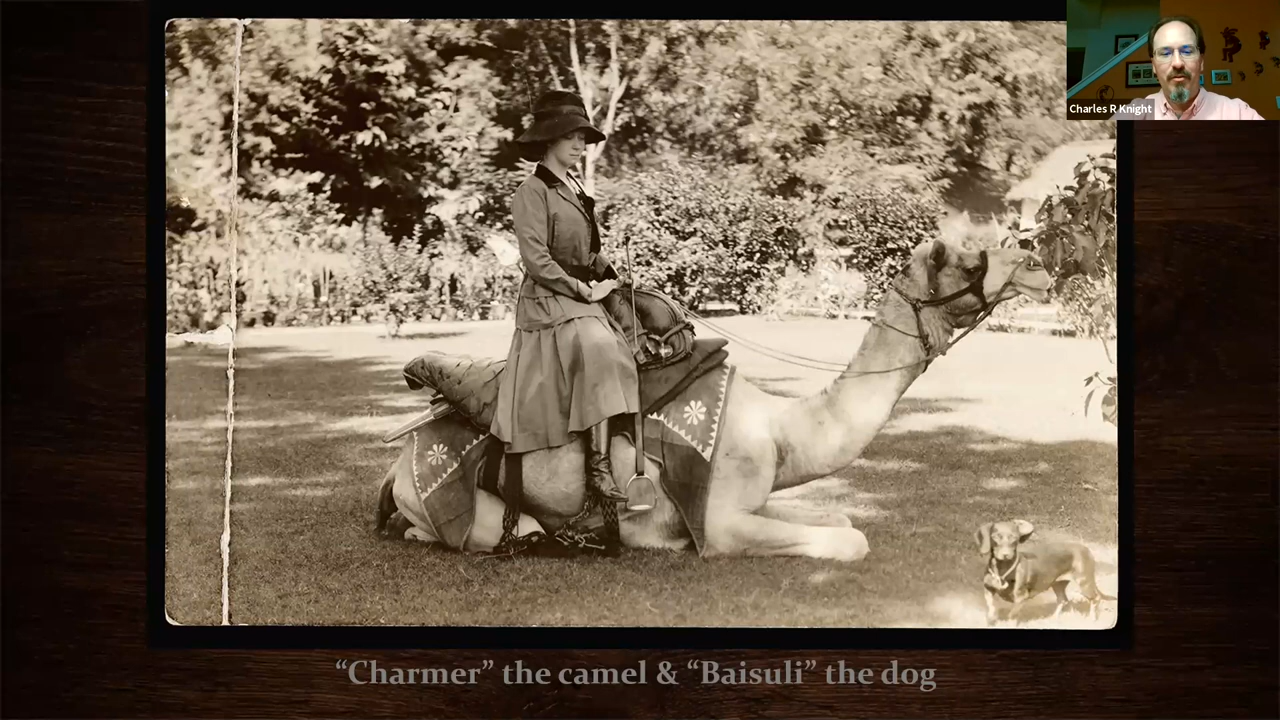 Charles R Knight
“Charmer” the camel & “Baisuli” the dog